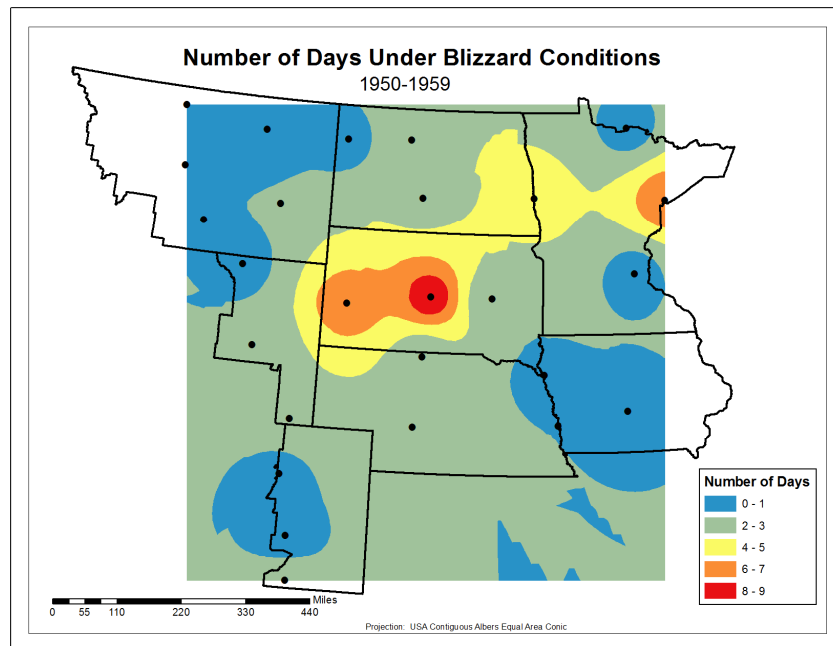 Number of Days Under Blizzard Conditions
1950-1959
Number of Days
0 - 1
2 - 3
4 - 5
6 - 7
8 - 9
Miles
0 55 110 220 330 440
Projection: USA Contiguous Albers Equal Area Conic